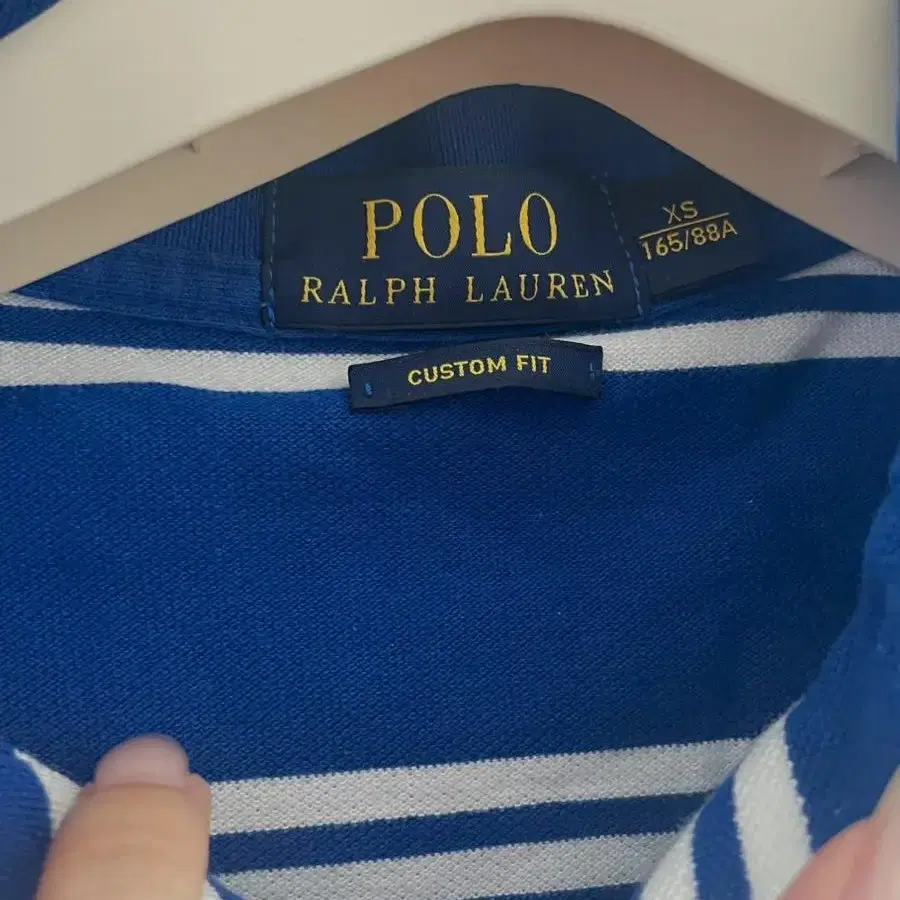 POLO
RALPH LAUREN
XS
165/88A
CUSTOM FIT